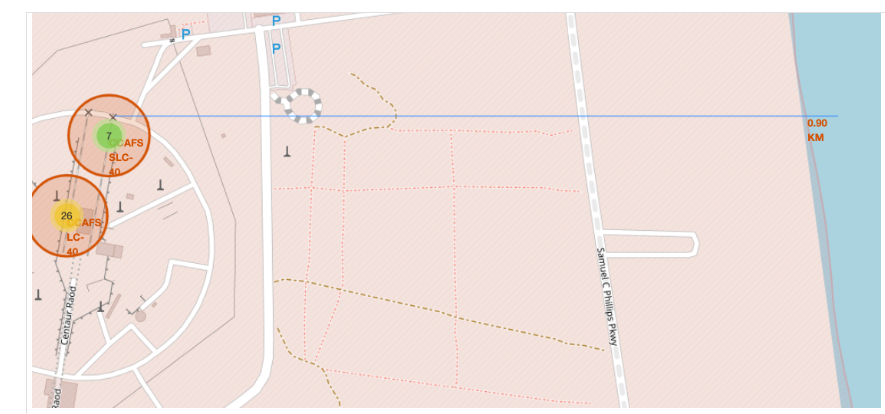 P
P
P
0.90
KM
7
CCAFS
SLC-
40
26
CCAFS
LC-
40
Samuel C Phillips Pkwy
Centaur Raod
Raod